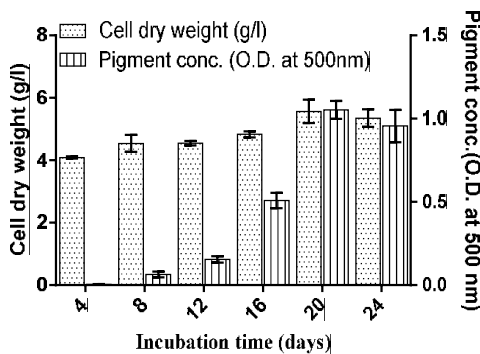 Cell dry weight (g/l)
Pigment conc. (O.D. at 500nm)
Cell dry weight (g/l)
8
6
4
2
0
1.5
1.0
0.5
0.0
Pigment conc.(O.D. at 500 nm)
4 8 12 16 20 24
Incubation time (days)